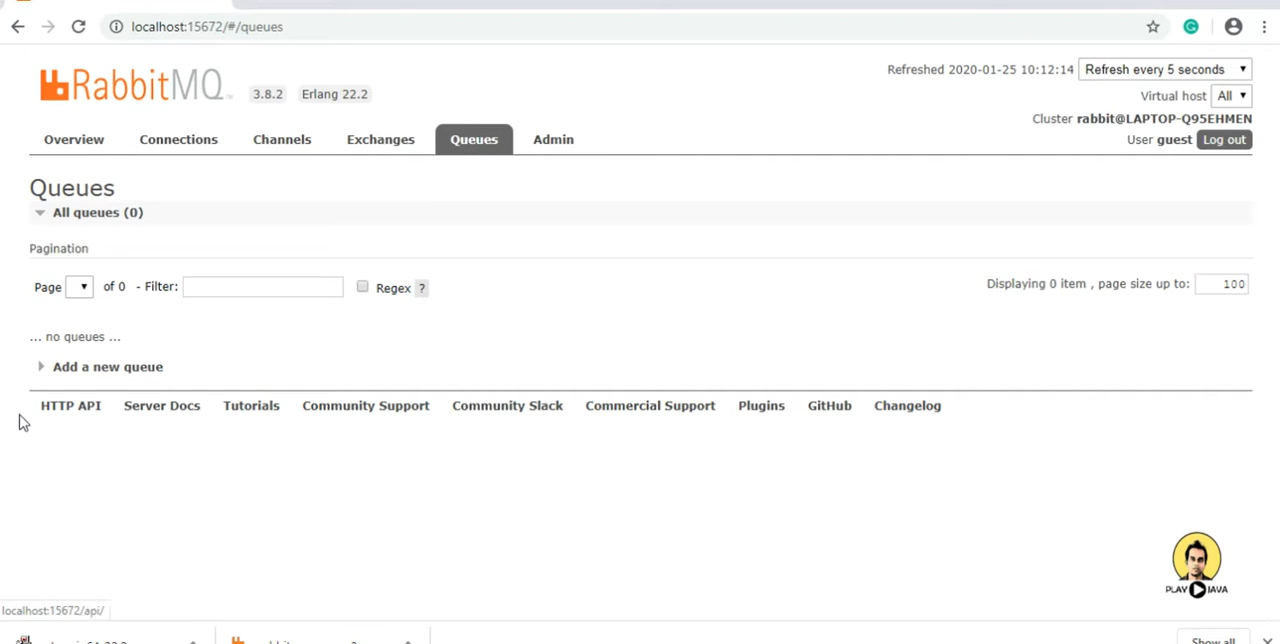 localhost:15672/#/queues
RabbitMQ 3.8.2 Erlang 22.2
Refreshed 2020-01-25 10:12:14 Refresh every 5 seconds
Virtual host All
Cluster rabbit@LAPTOP-Q95EHMEN
User guest Log out
Overview Connections Channels Exchanges Queues Admin
Queues
All queues (0)
Pagination
Page of 0 - Filter: Regex ? Displaying 0 item , page size up to: 100
... no queues ...
Add a new queue
HTTP API Server Docs Tutorials Community Support Community Slack Commercial Support Plugins GitHub Changelog
PLAY JAVA
localhost:15672/api/
Show all